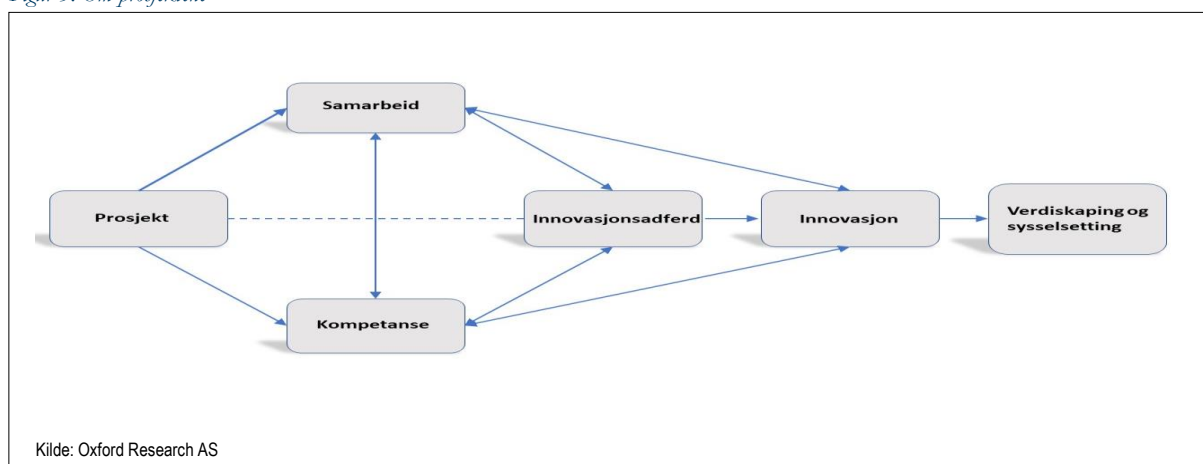 Samarbeid
Prosjekt
Innovasjonsadferd
Innovasjon
Verdiskaping og
sysselsetting
Kompetanse
Kilde: Oxford Research AS